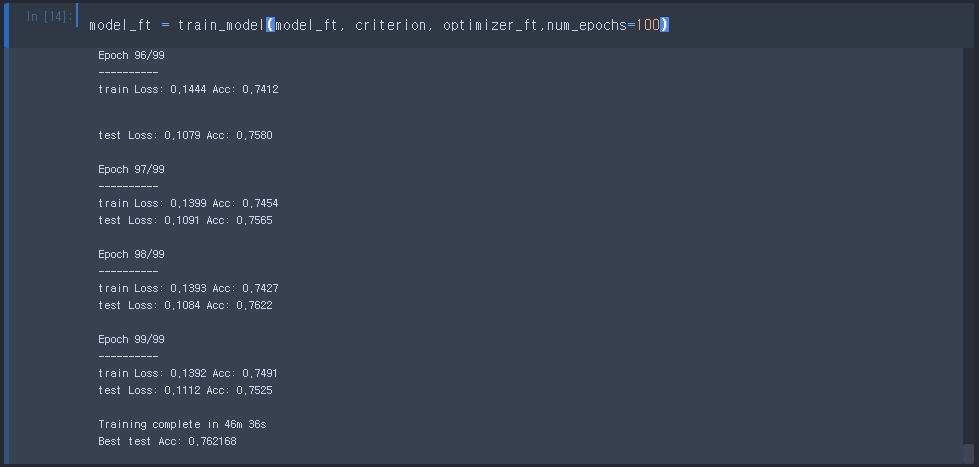 In [14]:
model_ft = train_model(model_ft, criterion, optimizer_ft,num_epochs=100)
Epoch 96/99
----------
train Loss: 0.1444 Acc: 0.7412
test Loss: 0.1079 Acc: 0.7580
Epoch 97/99
----------
train Loss: 0.1399 Acc: 0.7454
test Loss: 0.1091 Acc: 0.7565
Epoch 98/99
----------
train Loss: 0.1393 Acc: 0.7427
test Loss: 0.1084 Acc: 0.7622
Epoch 99/99
----------
train Loss: 0.1392 Acc: 0.7491
test Loss: 0.1112 Acc: 0.7525
Training complete in 46m 36s
Best test Acc: 0.762168